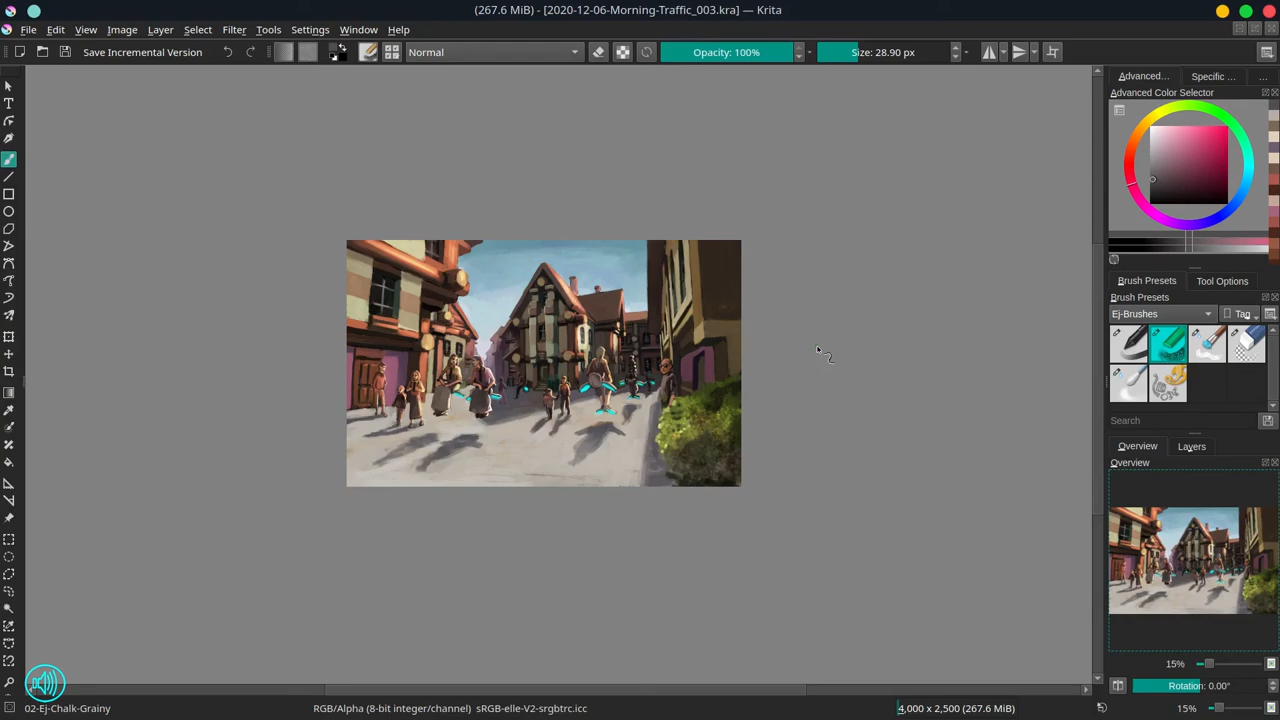 (267.6 MiB) - [2020-12-06-Morning-Traffic_003.kra] — Krita
File Edit View Image Layer Select Filter Tools Settings Window Help
Save Incremental Version Normal Opacity: 100% Size: 28.90 px
Advanced... Specific ... ...
Advanced Color Selector
Brush Presets Tool Options
Brush Presets
Ej-Brushes Tag
Search
Overview Layers
Overview
15%
Rotation: 0.00°
02-Ej-Chalk-Grainy RGB/Alpha (8-bit integer/channel) sRGB-elle-V2-srgbtrc.icc 4,000 x 2,500 (267.6 MiB) 15%